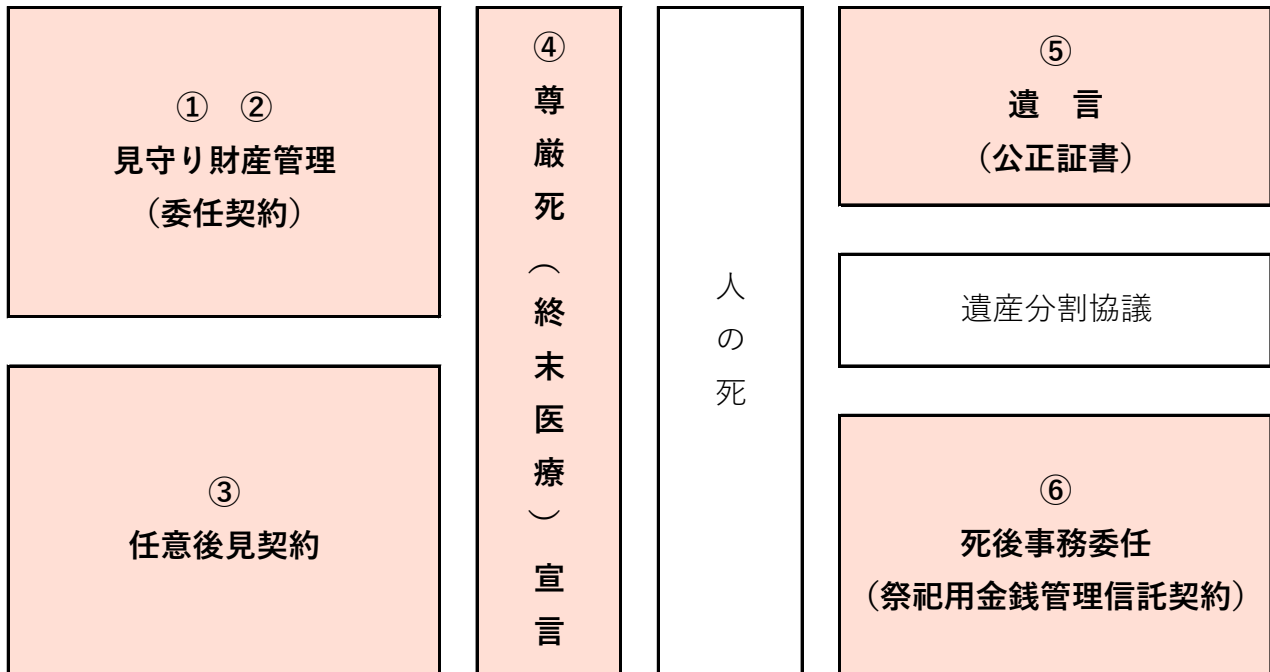 ① ②
見守り財産管理
（委任契約）
③
任意後見契約
④尊厳死（終末医療）宣言
人の死
⑤
遺 言
（公正証書）
遺産分割協議
⑥
死後事務委任
（祭祀用金銭管理信託契約）